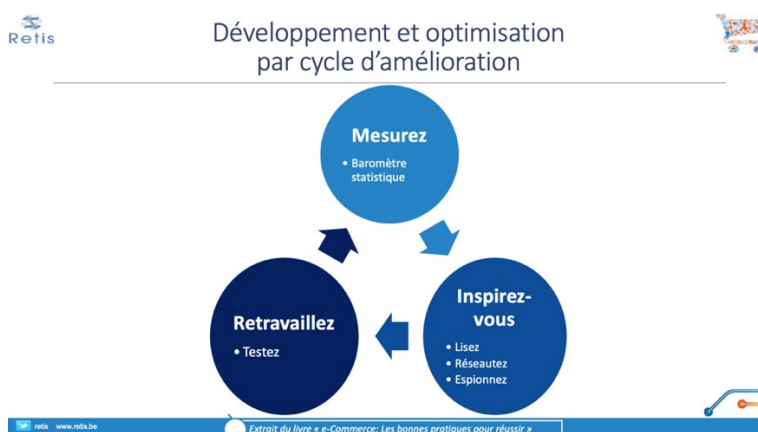 Retis
Développement et optimisation
par cycle d'amélioration
Mesurez
• Baromètre
statistique
Inspirez-
vous
• Lisez
• Réseautez
• Espionnez
Retravaillez
• Testez
retis www.retis.be
Extrait du livre « e-Commerce: Les bonnes pratiques pour réussir »